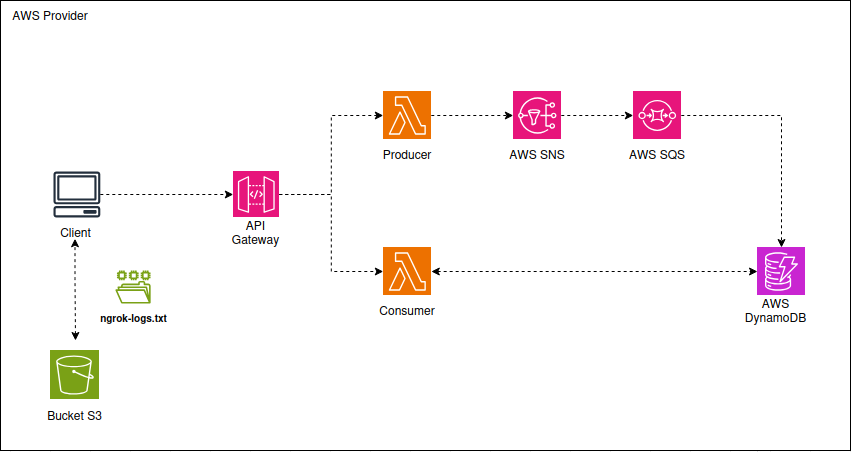 AWS Provider
Producer
AWS SNS
AWS SQS
Client
API
Gateway
ngrok-logs.txt
Consumer
AWS
DynamoDB
Bucket S3